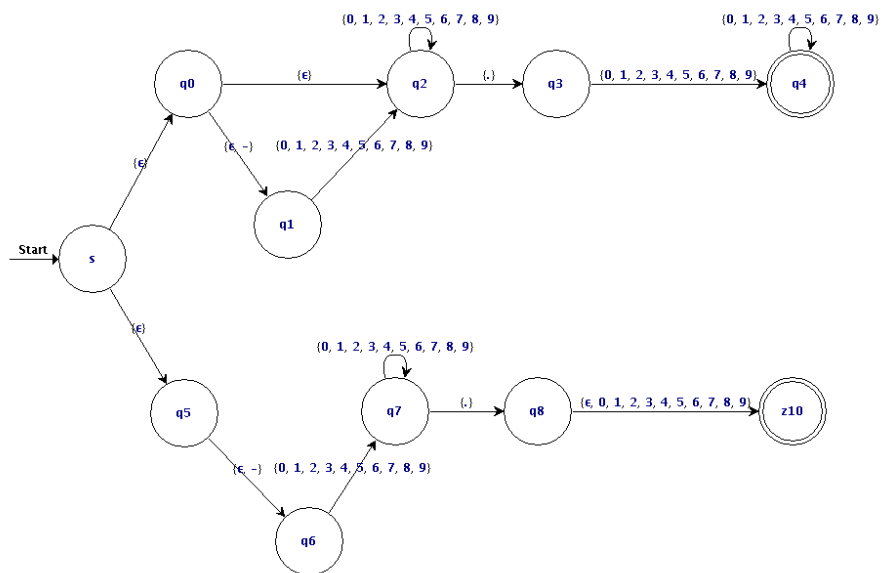 {0, 1, 2, 3, 4, 5, 6, 7, 8, 9}
{0, 1, 2, 3, 4, 5, 6, 7, 8, 9}
q0
{ϵ}
q2
{.}
q3
{0, 1, 2, 3, 4, 5, 6, 7, 8, 9}
q4
{ϵ, -}
{0, 1, 2, 3, 4, 5, 6, 7, 8, 9}
{ϵ}
q1
Start
s
{ϵ}
{0, 1, 2, 3, 4, 5, 6, 7, 8, 9}
q5
q7
{.}
q8
{ϵ, 0, 1, 2, 3, 4, 5, 6, 7, 8, 9}
z10
{ϵ, -}
{0, 1, 2, 3, 4, 5, 6, 7, 8, 9}
q6